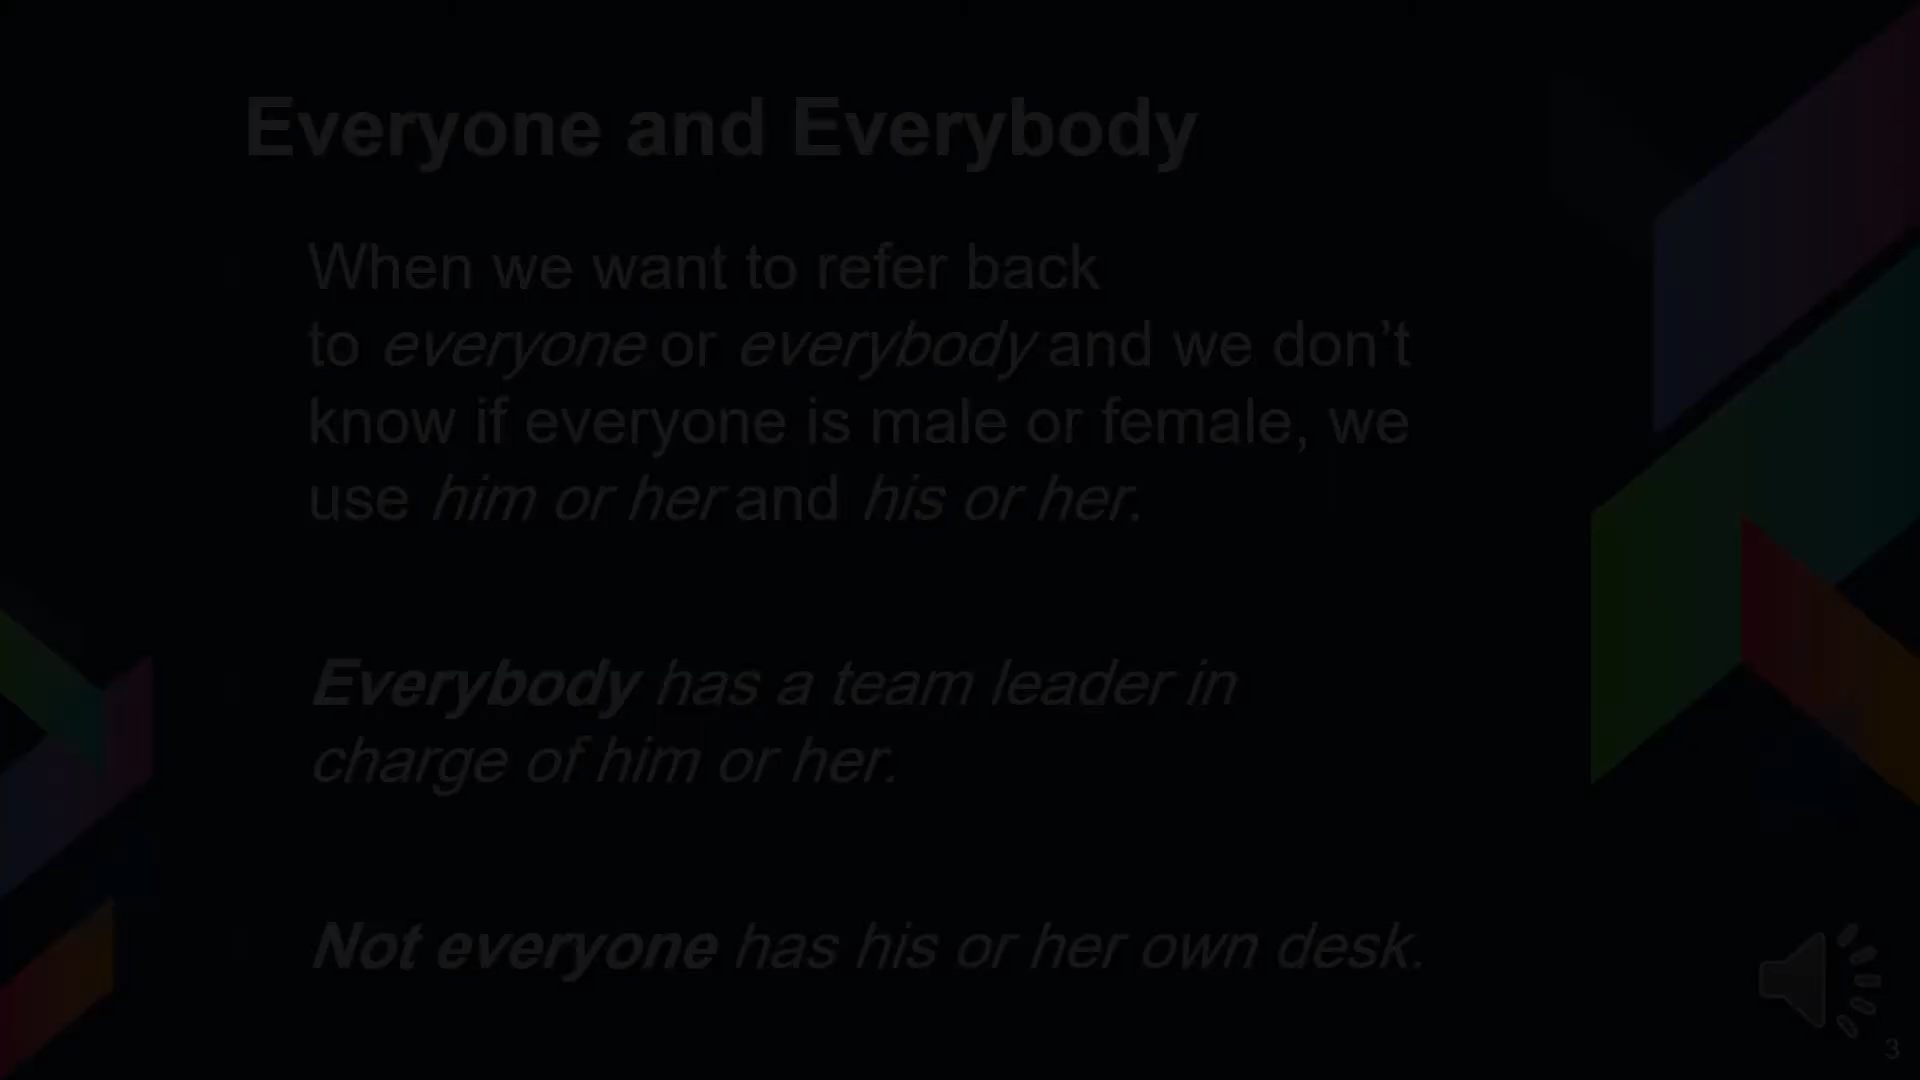 Everyone and Everybody
When we want to refer back
to everyone or everybody and we don’t
know if everyone is male or female, we
use him or her and his or her.
Everybody has a team leader in
charge of him or her.
Not everyone has his or her own desk.
3